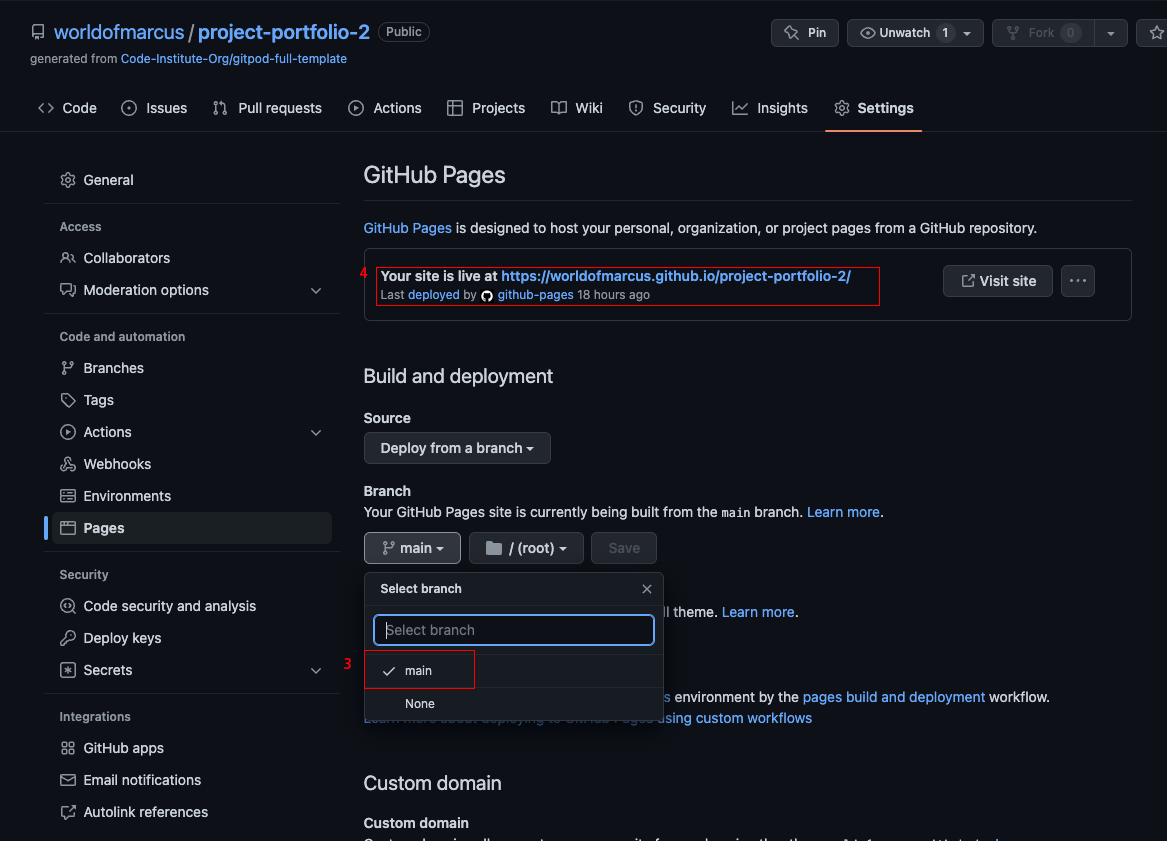 worldofmarcus / project-portfolio-2 Public
Pin
Unwatch 1
Fork 0
generated from Code-Institute-Org/gitpod-full-template
Code
Issues
Pull requests
Actions
Projects
Wiki
Security
Insights
Settings
General
Access
Collaborators
Moderation options
Code and automation
Branches
Tags
Actions
Webhooks
Environments
Pages
Security
Code security and analysis
Deploy keys
Secrets
Integrations
GitHub apps
Email notifications
Autolink references
GitHub Pages
GitHub Pages is designed to host your personal, organization, or project pages from a GitHub repository.
4
Your site is live at https://worldofmarcus.github.io/project-portfolio-2/
Last deployed by github-pages 18 hours ago
Visit site
Build and deployment
Source
Deploy from a branch
Branch
Your GitHub Pages site is currently being built from the main branch. Learn more.
main
/ (root)
Save
Select branch
theme. Learn more.
Select branch
3
main
environment by the pages build and deployment workflow.
None
using custom workflows
Custom domain
Custom domain